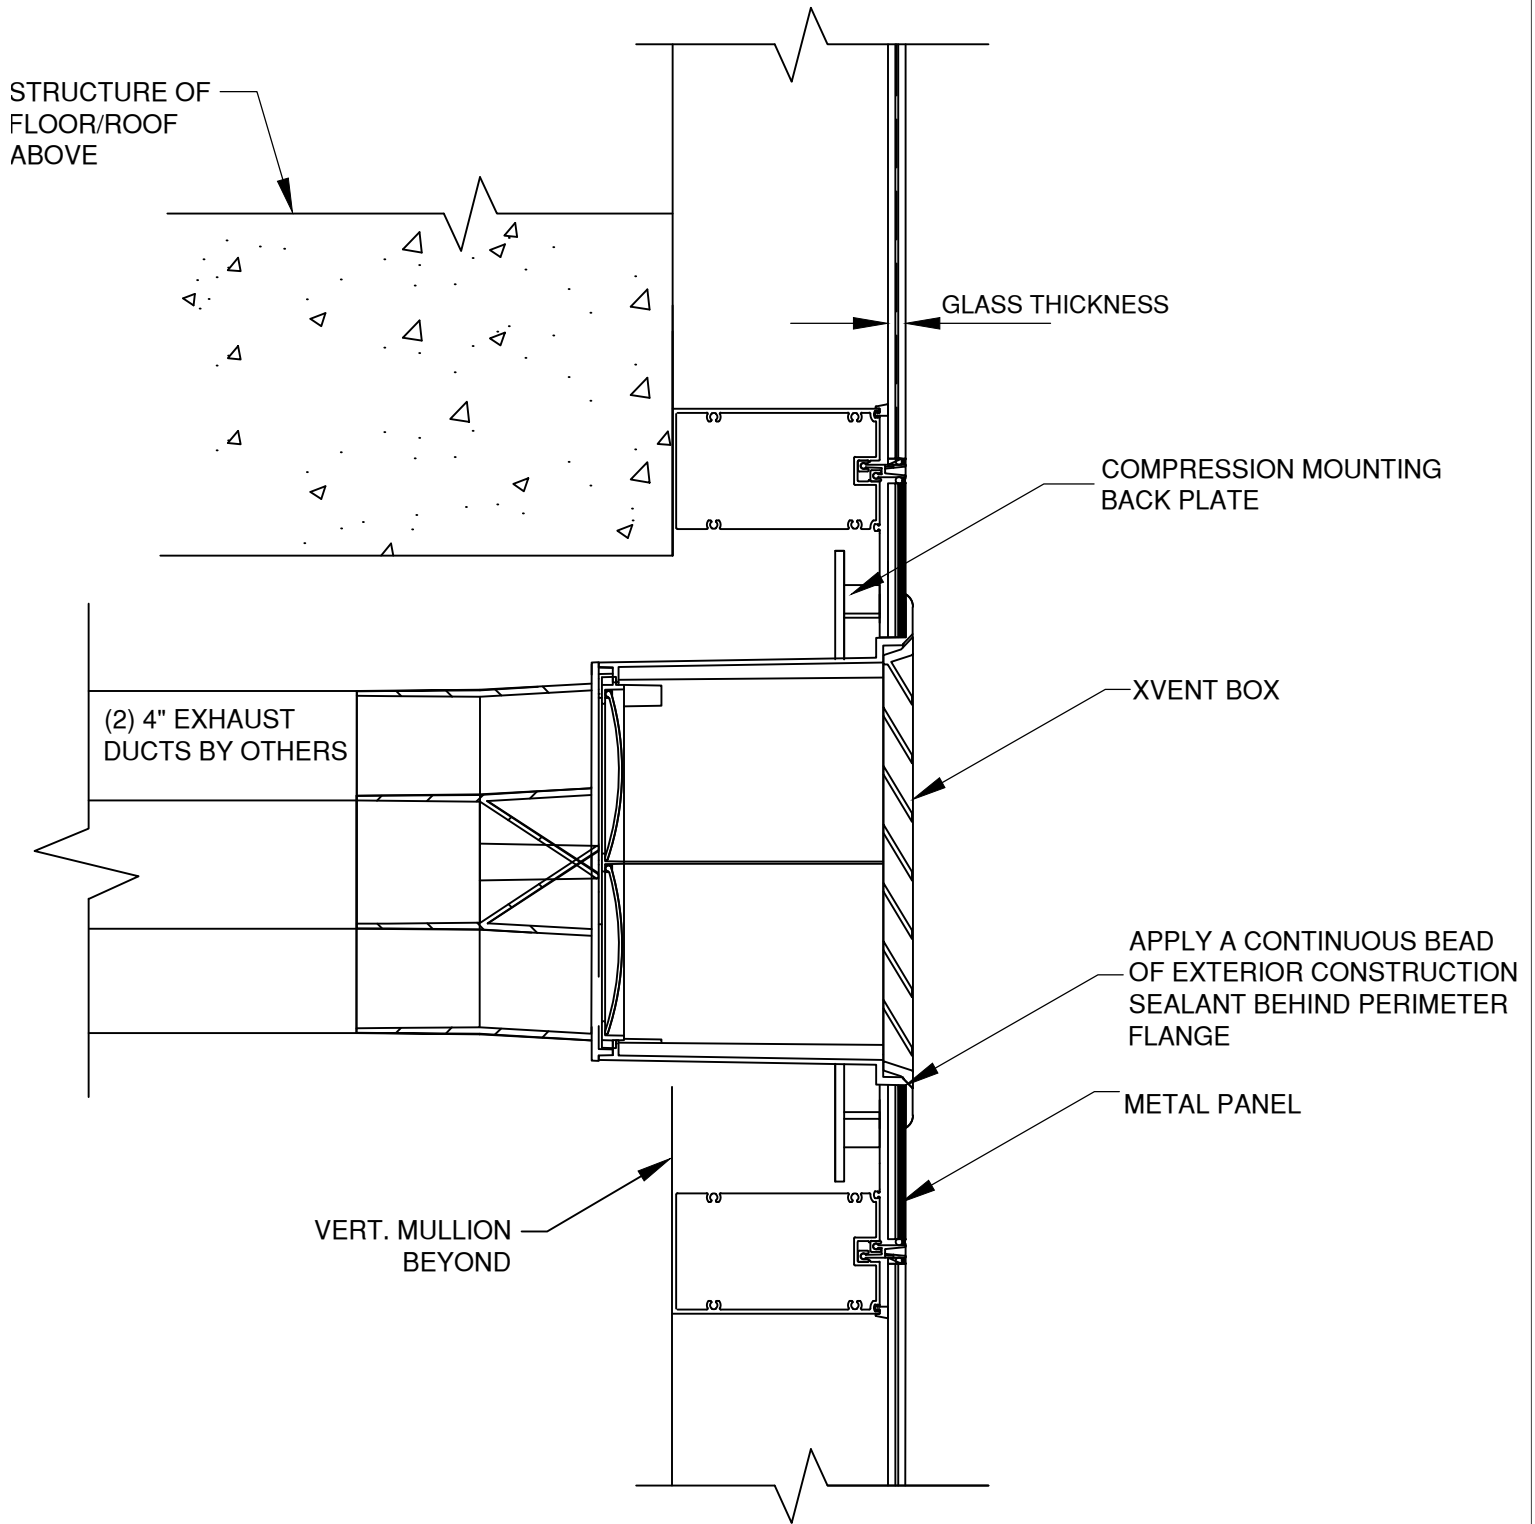 STRUCTURE OF
FLOOR/ROOF
ABOVE
GLASS THICKNESS
COMPRESSION MOUNTING
BACK PLATE
XVENT BOX
(2) 4" EXHAUST
DUCTS BY OTHERS
APPLY A CONTINUOUS BEAD
OF EXTERIOR CONSTRUCTION
SEALANT BEHIND PERIMETER
FLANGE
METAL PANEL
VERT. MULLION
BEYOND